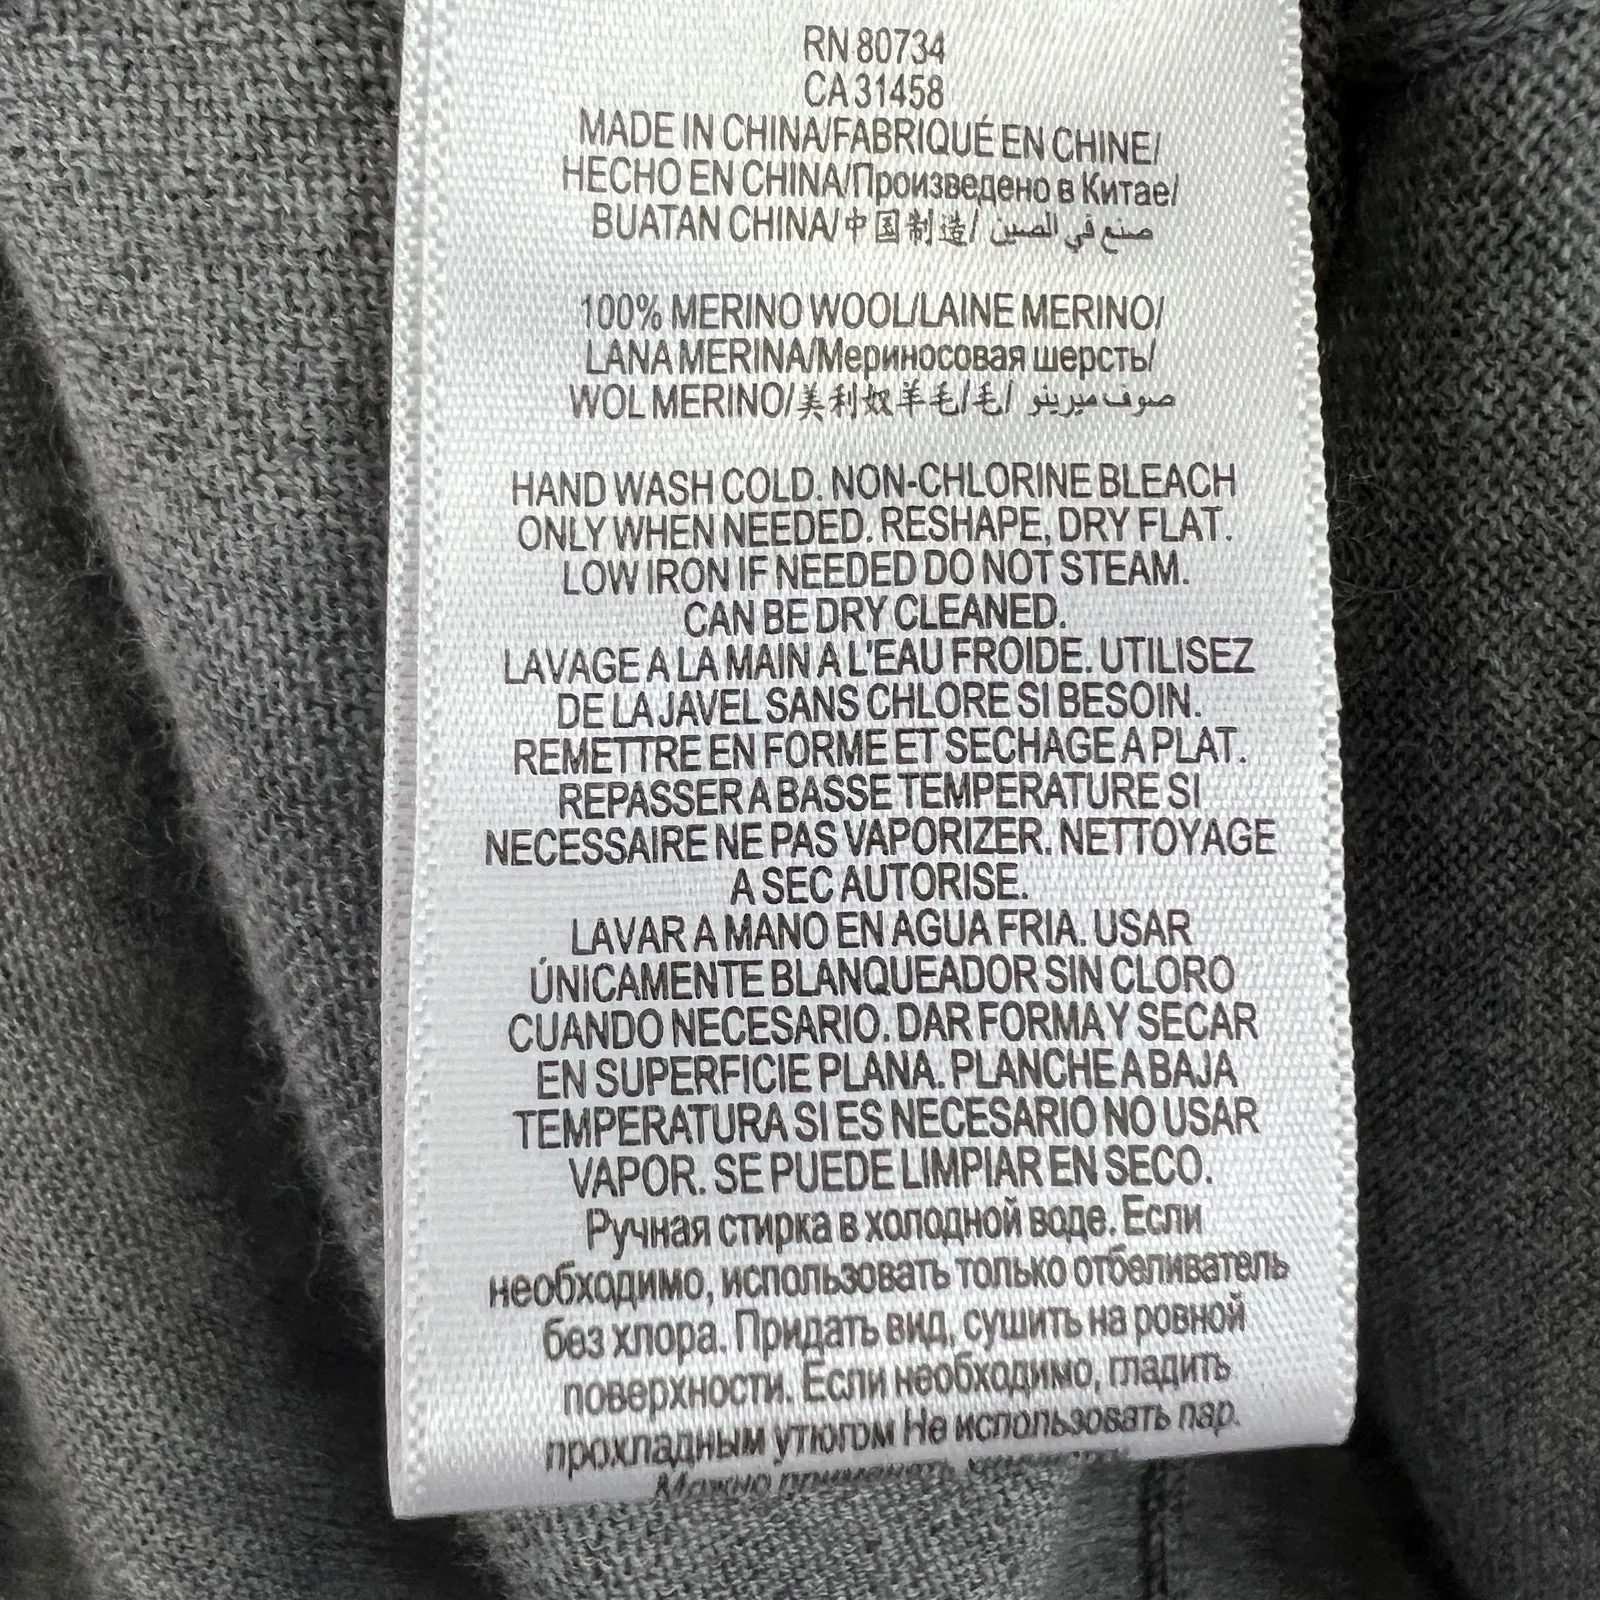 RN 80734
CA 31458
MADE IN CHINA/FABRIQUÉ EN CHINE/
HECHO EN CHINA/Произведено в Китае/
BUATAN CHINA/中国制造/ صنع في الصين
100% MERINO WOOL/LAINE MERINO/
LANA MERINA/Мериносовая шерсть/
WOL MERINO/美利奴羊毛/毛/ صوف ميرينو
HAND WASH COLD. NON-CHLORINE BLEACH
ONLY WHEN NEEDED. RESHAPE, DRY FLAT.
LOW IRON IF NEEDED DO NOT STEAM.
CAN BE DRY CLEANED.
LAVAGE A LA MAIN A L'EAU FROIDE. UTILISEZ
DE LA JAVEL SANS CHLORE SI BESOIN.
REMETTRE EN FORME ET SECHAGE A PLAT.
REPASSER A BASSE TEMPERATURE SI
NECESSAIRE NE PAS VAPORIZER. NETTOYAGE
A SEC AUTORISE.
LAVAR A MANO EN AGUA FRIA. USAR
ÚNICAMENTE BLANQUEADOR SIN CLORO
CUANDO NECESARIO. DAR FORMA Y SECAR
EN SUPERFICIE PLANA. PLANCHE A BAJA
TEMPERATURA SI ES NECESARIO NO USAR
VAPOR. SE PUEDE LIMPIAR EN SECO.
Ручная стирка в холодной воде. Если
необходимо, использовать только отбеливатель
без хлора. Придать вид, сушить на ровной
поверхности. Если необходимо, гладить
прохладным утюгом Не использовать пар.
Можно